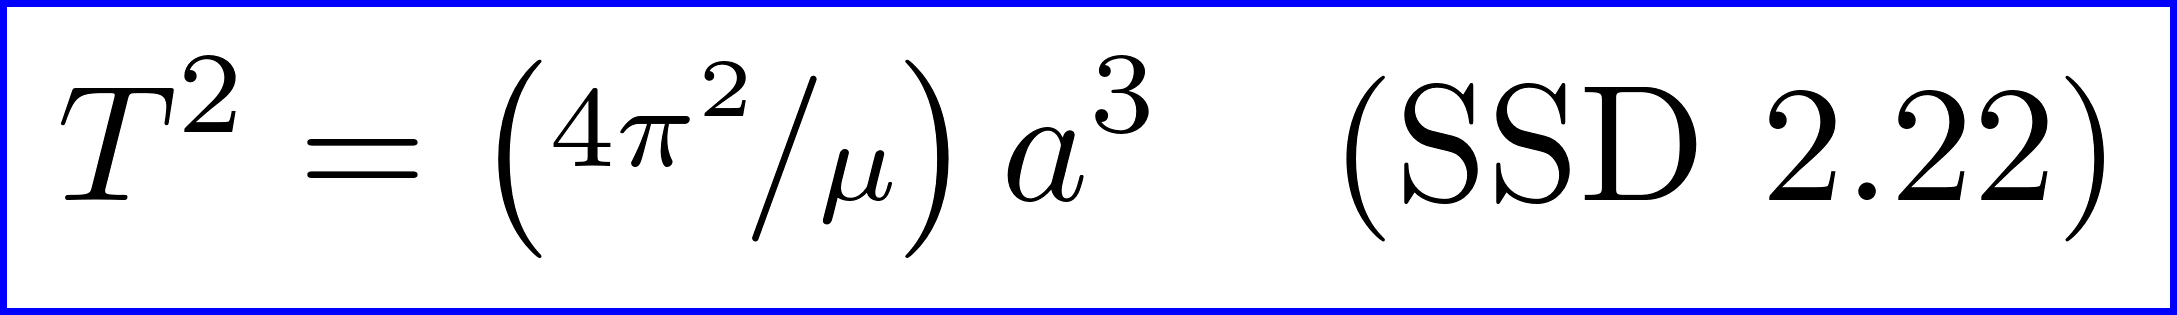 T² = (4π²/μ) a³ (SSD 2.22)